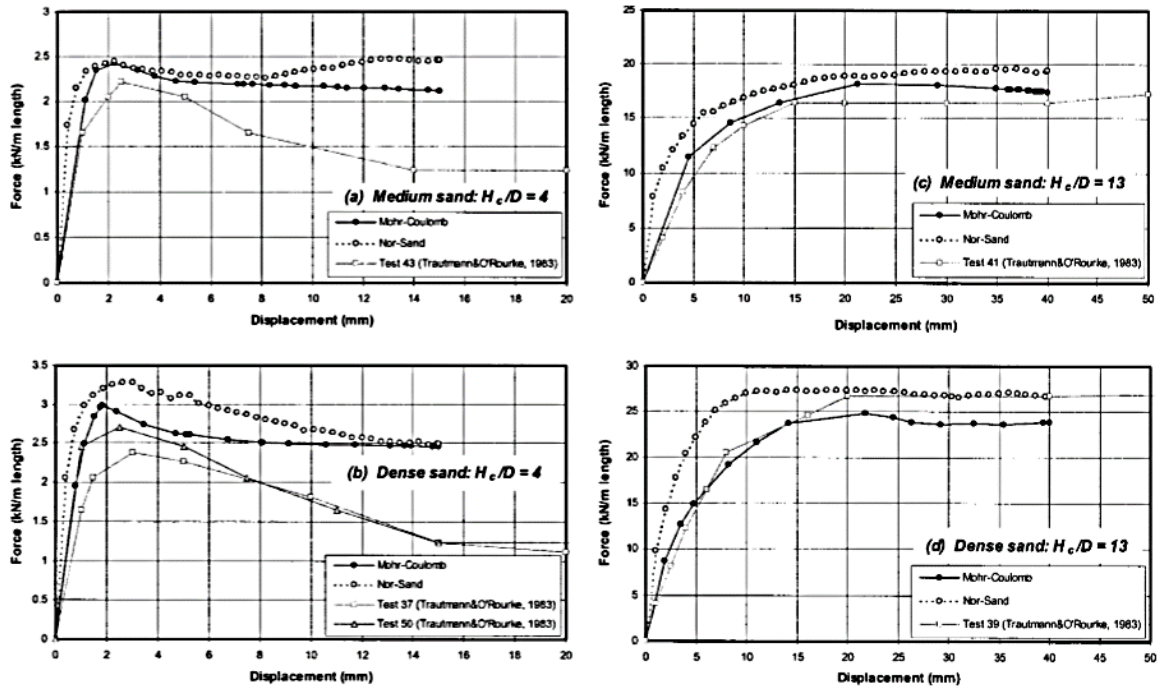 3
2.5
2
1.5
1
0.5
0
Force (kN/m length)
(a) Medium sand: H c /D = 4
Mohr-Coulomb
Nor-Sand
Test 43 (Trautmann&O'Rourke, 1983)
0 2 4 6 8 10 12 14 16 18 20
Displacement (mm)
25
20
15
10
5
0
Force (kN/m length)
(c) Medium sand: H c /D = 13
Mohr-Coulomb
Nor-Sand
Test 41 (Trautmann&O'Rourke, 1983)
0 5 10 15 20 25 30 35 40 45 50
Displacement (mm)
3.5
3
2.5
2
1.5
1
0.5
0
Force (kN/m length)
(b) Dense sand: H c /D = 4
Mohr-Coulomb
Nor-Sand
Test 37 (Trautmann&O'Rourke, 1983)
Test 50 (Trautmann&O'Rourke, 1983)
0 2 4 6 8 10 12 14 16 18 20
Displacement (mm)
30
25
20
15
10
5
0
Force (kN/m length)
(d) Dense sand: H c /D = 13
Mohr-Coulomb
Nor-Sand
Test 39 (Trautmann&O'Rourke, 1983)
0 5 10 15 20 25 30 35 40 45 50
Displacement (mm)